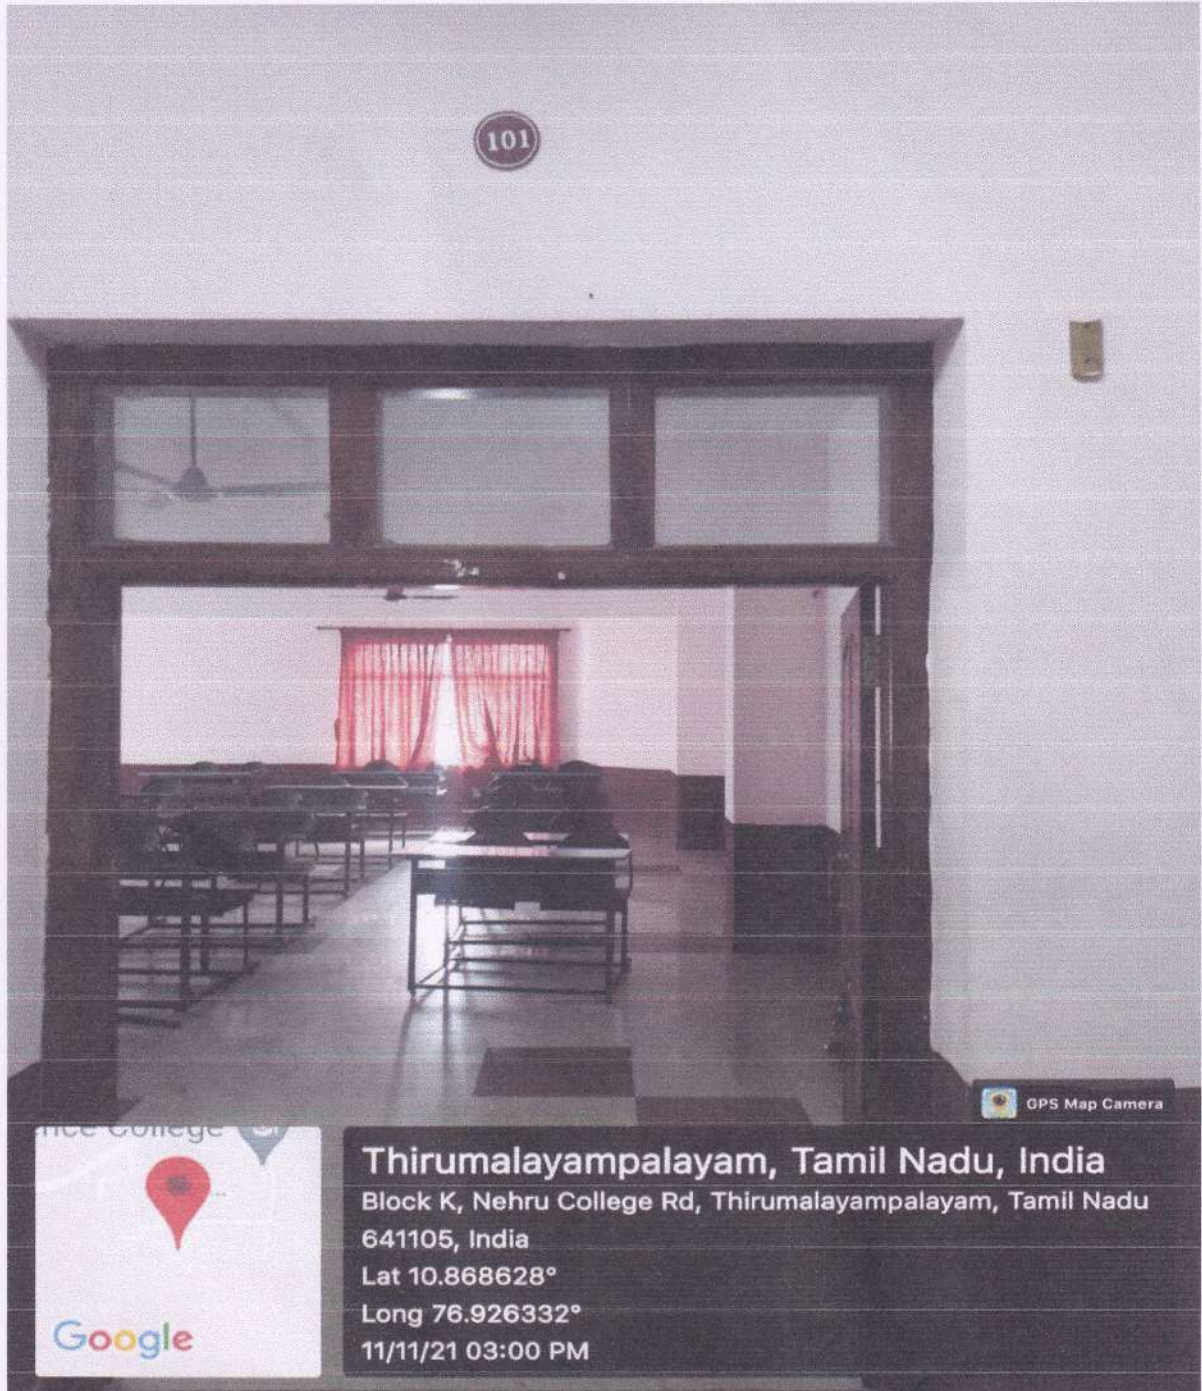 101
GPS Map Camera
College
Thirumalayampalayam, Tamil Nadu, India
Block K, Nehru College Rd, Thirumalayampalayam, Tamil Nadu
641105, India
Lat 10.868628°
Long 76.926332°
11/11/21 03:00 PM
Google